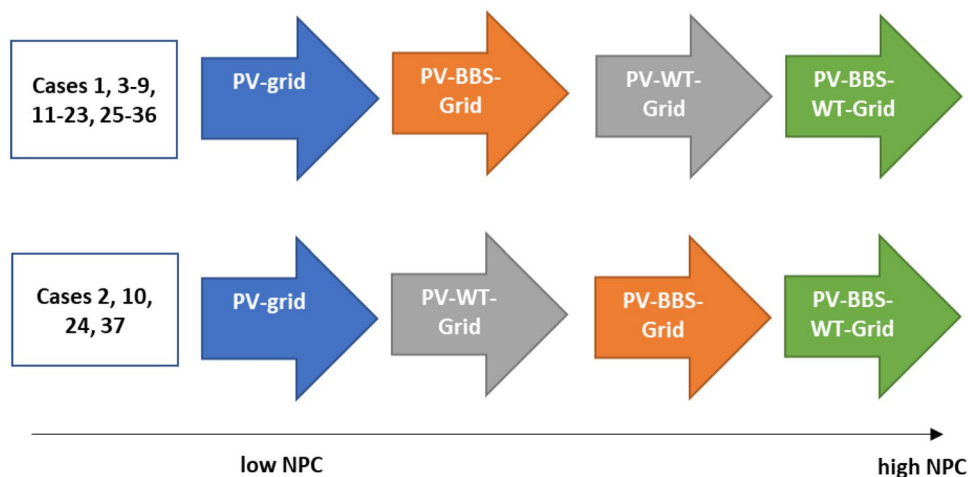 Cases 1, 3-9,
11-23, 25-36
PV-grid
PV-BBS-
Grid
PV-WT-
Grid
PV-BBS-
WT-Grid
Cases 2, 10,
24, 37
PV-grid
PV-WT-
Grid
PV-BBS-
Grid
PV-BBS-
WT-Grid
low NPC
high NPC